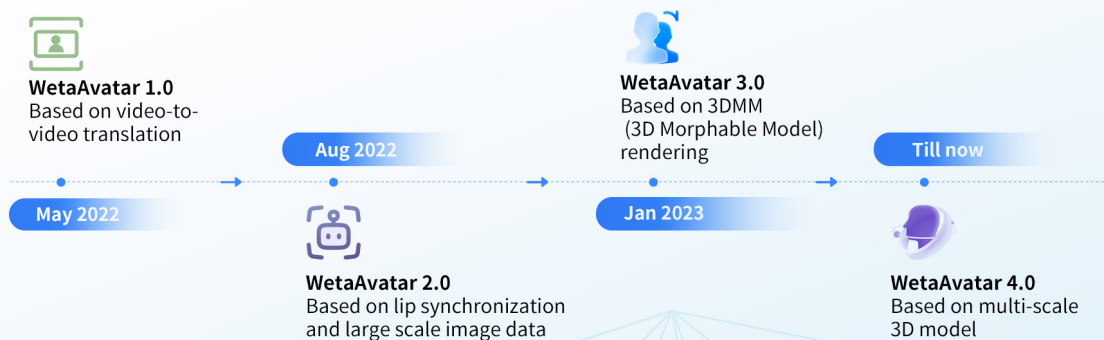 WetaAvatar 1.0
Based on video-to-
video translation
May 2022
Aug 2022
WetaAvatar 2.0
Based on lip synchronization
and large scale image data
WetaAvatar 3.0
Based on 3DMM
(3D Morphable Model)
rendering
Jan 2023
Till now
WetaAvatar 4.0
Based on multi-scale
3D model